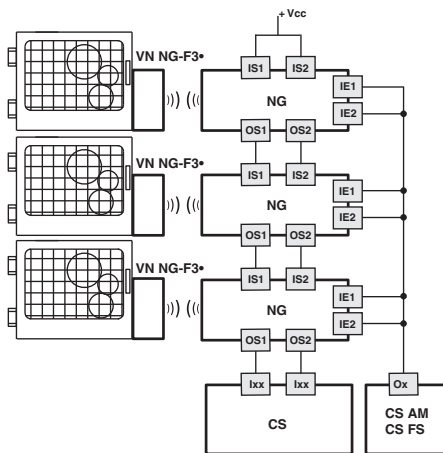 + Vcc
VN NG-F3•
IS1 IS2
IE1
NG
IE2
OS1 OS2
VN NG-F3•
IS1 IS2
IE1
NG
IE2
OS1 OS2
VN NG-F3•
IS1 IS2
IE1
NG
IE2
OS1 OS2
Ixx Ixx Ox
CS
CS AM
CS FS